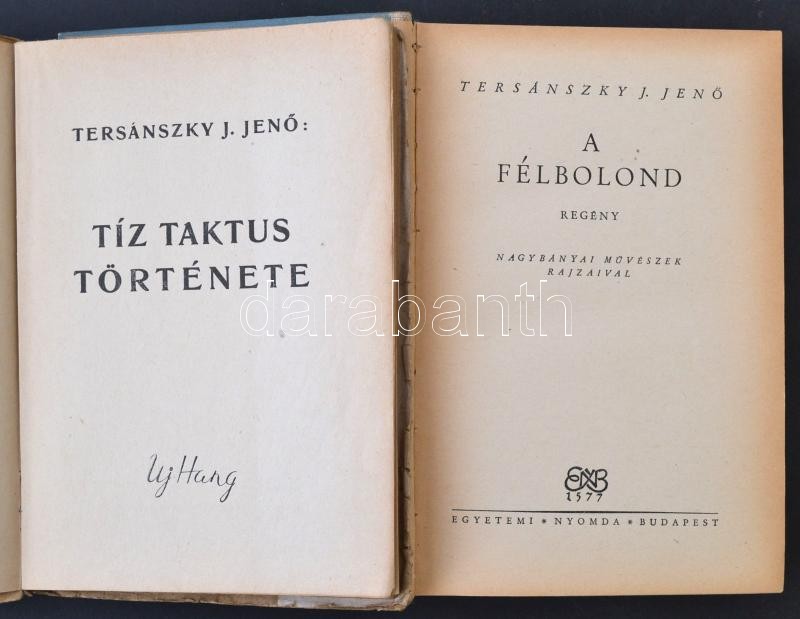 TERSÁNSZKY J. JENŐ:
TÍZ TAKTUS
TÖRTÉNETE
Uj Hang
TERSÁNSZKY J. JENŐ
A
FÉLBOLOND
REGÉNY
NAGYBÁNYAI MŰVÉSZEK
RAJZAIVAL
1577
EGYETEMI * NYOMDA * BUDAPEST
darabanth